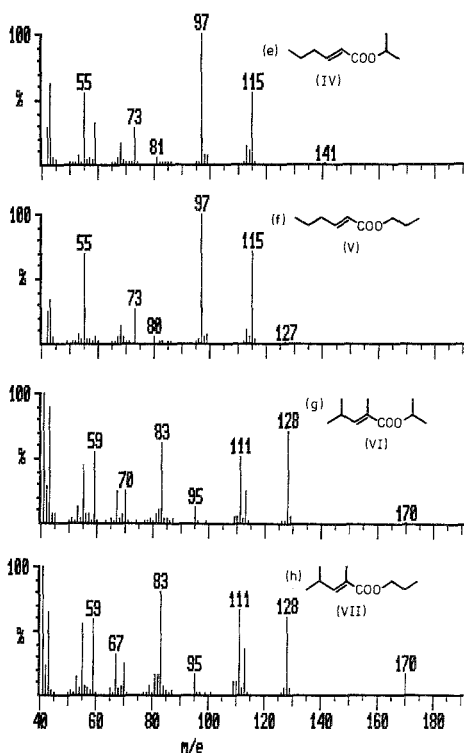 100
%
97
55
73
81
115
141
(e)
COO
(IV)
100
%
97
55
73
80
115
127
(f)
COO
(V)
100
%
59
70
83
95
111
128
170
(g)
COO
(VI)
100
%
59
67
83
95
111
128
170
(h)
COO
(VII)
40 60 80 100 120 140 160 180
m/e